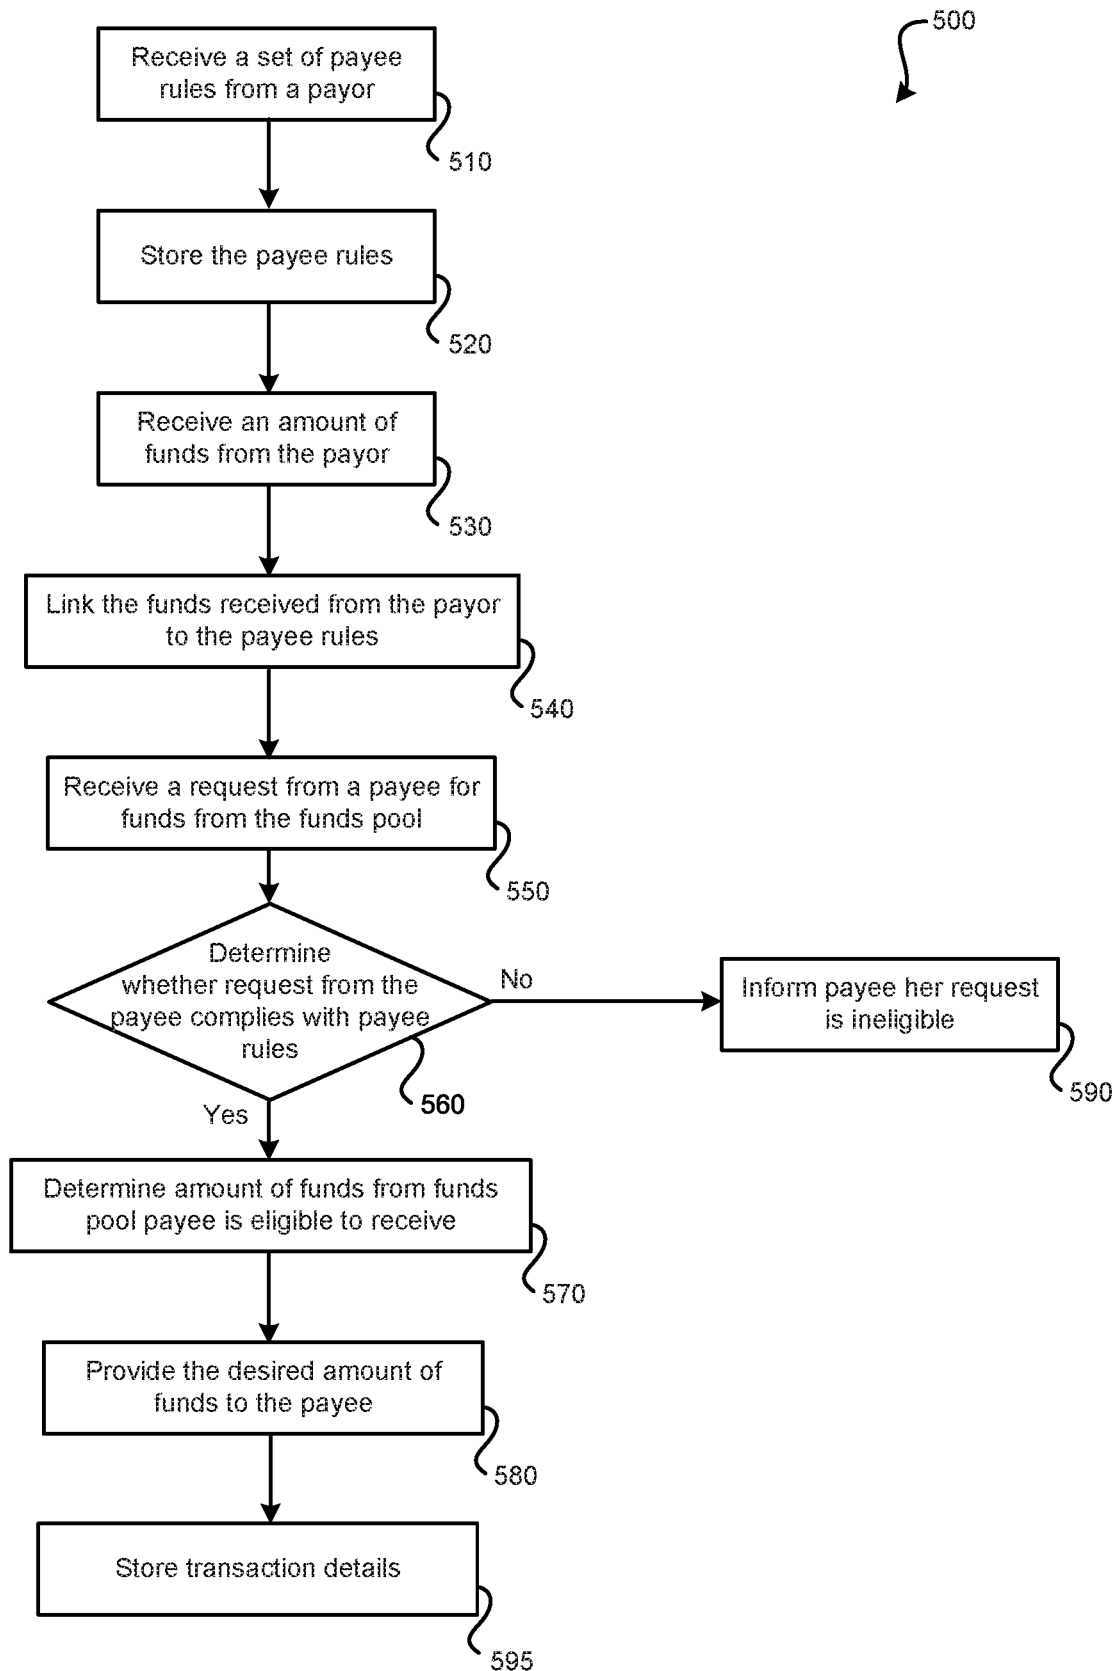 500
Receive a set of payee
rules from a payor
510
Store the payee rules
520
Receive an amount of
funds from the payor
530
Link the funds received from the payor
to the payee rules
540
Receive a request from a payee for
funds from the funds pool
550
Determine
whether request from the
payee complies with payee
rules
560
No
Inform payee her request
is ineligible
590
Yes
Determine amount of funds from funds
pool payee is eligible to receive
570
Provide the desired amount of
funds to the payee
580
Store transaction details
595